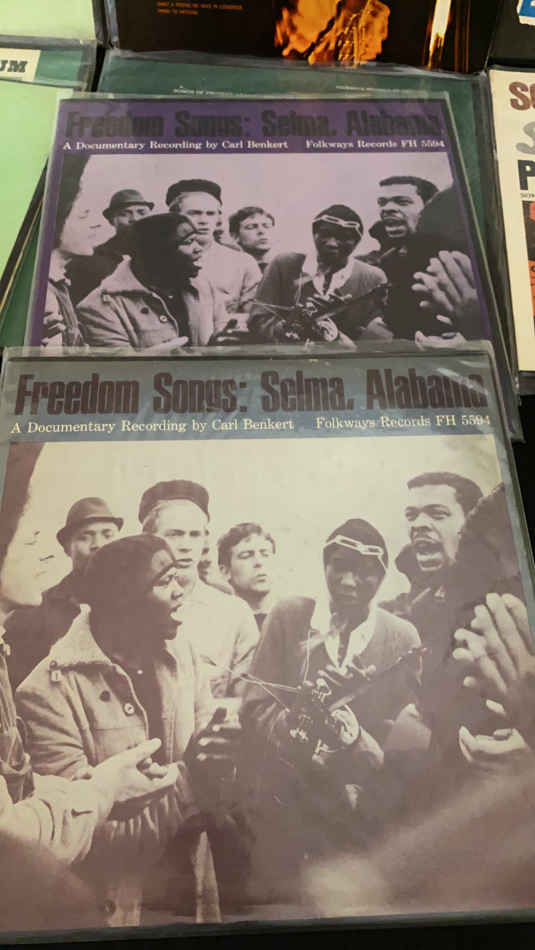 UM
Freedom Songs: Selma, Alabama
A Documentary Recording by Carl Benkert Folkways Records FH 5594
Freedom Songs: Selma, Alabama
A Documentary Recording by Carl Benkert Folkways Records FH 5594